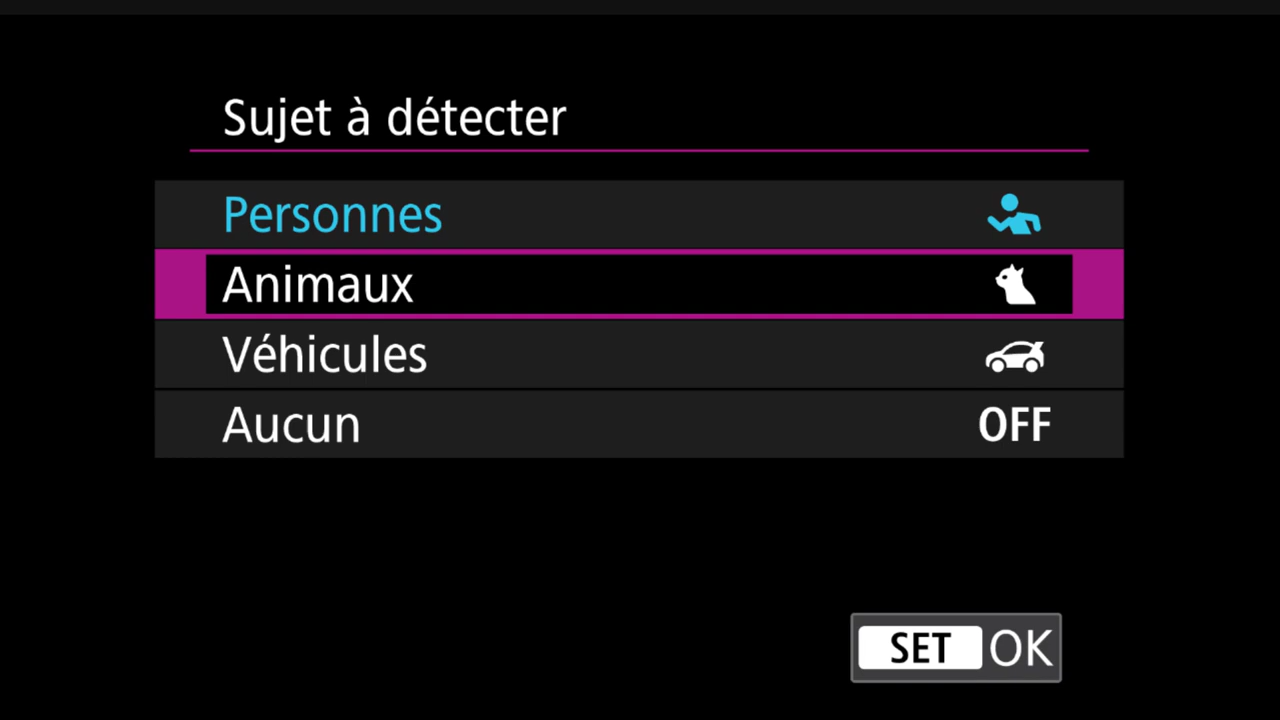 Sujet à détecter
Personnes
Animaux
Véhicules
Aucun OFF
SET OK